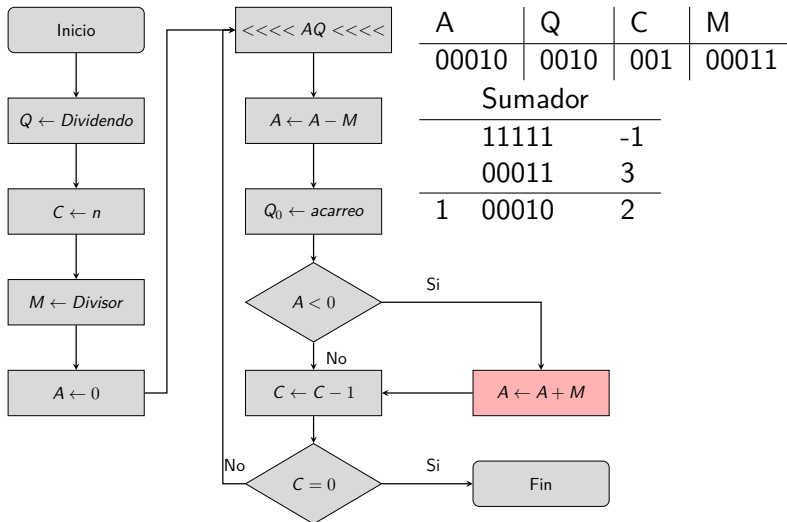 Inicio
Q ← Dividendo
C ← n
M ← Divisor
A ← 0
<<<< AQ <<<<
A ← A − M
Q₀ ← acarreo
A < 0
Si
No
C ← C − 1
A ← A + M
C = 0
No
Si
Fin
A Q C M
00010 0010 001 00011
Sumador
11111 -1
00011 3
1 00010 2